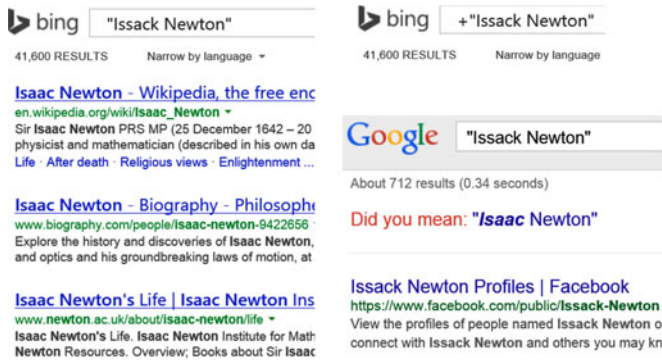 bing "Issack Newton"
41,600 RESULTS Narrow by language
Isaac Newton - Wikipedia, the free enc
en.wikipedia.org/wiki/Isaac_Newton
Sir Isaac Newton PRS MP (25 December 1642 – 20
physicist and mathematician (described in his own da
Life · After death · Religious views · Enlightenment ...
Isaac Newton - Biography - Philosophe
www.biography.com/people/isaac-newton-9422656
Explore the history and discoveries of Isaac Newton,
and optics and his groundbreaking laws of motion, at
Isaac Newton's Life | Isaac Newton Ins
www.newton.ac.uk/about/isaac-newton/life
Isaac Newton's Life. Isaac Newton Institute for Math
Newton Resources. Overview; Books about Sir Isaac
bing +"Issack Newton"
41,600 RESULTS Narrow by language
Google "Issack Newton"
About 712 results (0.34 seconds)
Did you mean: "Isaac Newton"
Issack Newton Profiles | Facebook
https://www.facebook.com/public/Issack-Newton
View the profiles of people named Issack Newton o
connect with Issack Newton and others you may kn